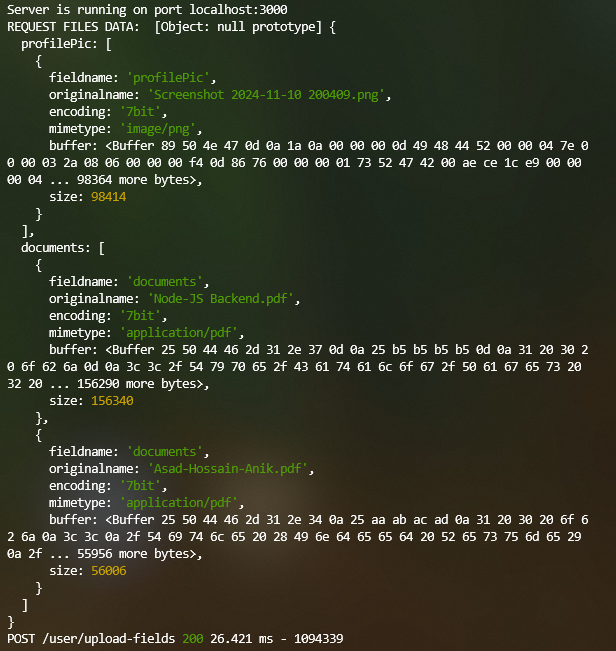 Server is running on port localhost:3000
REQUEST FILES DATA:  [Object: null prototype] {
  profilePic: [
    {
      fieldname: 'profilePic',
      originalname: 'Screenshot 2024-11-10 200409.png',
      encoding: '7bit',
      mimetype: 'image/png',
      buffer: <Buffer 89 50 4e 47 0d 0a 1a 0a 00 00 00 0d 49 48 44 52 00 00 04 7e 0
0 00 03 2a 08 06 00 00 00 f4 0d 86 76 00 00 00 01 73 52 47 42 00 ae ce 1c e9 00 00
00 04 ... 98364 more bytes>,
      size: 98414
    }
  ],
  documents: [
    {
      fieldname: 'documents',
      originalname: 'Node-JS Backend.pdf',
      encoding: '7bit',
      mimetype: 'application/pdf',
      buffer: <Buffer 25 50 44 46 2d 31 2e 37 0d 0a 25 b5 b5 b5 b5 0d 0a 31 20 30 2
0 6f 62 6a 0d 0a 3c 3c 2f 54 79 70 65 2f 43 61 74 61 6c 6f 67 2f 50 61 67 65 73 20
32 20 ... 156290 more bytes>,
      size: 156340
    },
    {
      fieldname: 'documents',
      originalname: 'Asad-Hossain-Anik.pdf',
      encoding: '7bit',
      mimetype: 'application/pdf',
      buffer: <Buffer 25 50 44 46 2d 31 2e 34 0a 25 aa ab ac ad 0a 31 20 30 20 6f 6
2 6a 0a 3c 3c 0a 2f 54 69 74 6c 65 20 28 49 6e 64 65 65 64 20 52 65 73 75 6d 65 29
0a 2f ... 55956 more bytes>,
      size: 56006
    }
  ]
}
POST /user/upload-fields 200 26.421 ms - 1094339